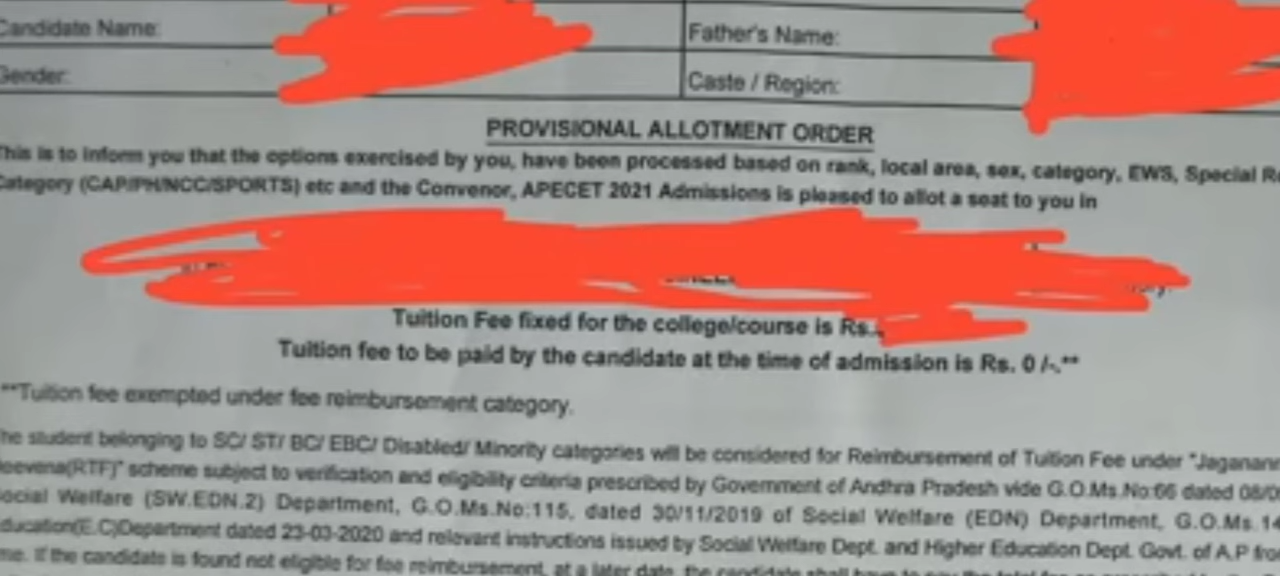 Candidate Name: Father's Name:
Gender: Caste / Region:
PROVISIONAL ALLOTMENT ORDER
This is to inform you that the options exercised by you, have been processed based on rank, local area, sex, category, EWS, Special
Category (CAP/PH/NCC/SPORTS) etc and the Convenor, APECET 2021 Admissions is pleased to allot a seat to you in
Tuition Fee fixed for the college/course is Rs.
Tuition fee to be paid by the candidate at the time of admission is Rs. 0 /-.**
**Tuition fee exempted under fee reimbursement category.
The student belonging to SC/ ST/ BC/ EBC/ Disabled/ Minority categories will be considered for Reimbursement of Tuition Fee under "Jagan
deevena(RTF)" scheme subject to verification and eligibility criteria prescribed by Government of Andhra Pradesh vide G.O.Ms.No:66 dated
Social Welfare (SW.EDN.2) Department, G.O.Ms.No:115, dated 30/11/2019 of Social Welfare (EDN) Department, G.O.Ms.
Education(E.C)Department dated 23-03-2020 and relevant instructions issued by Social Welfare Dept. and Higher Education Dept. Govt. of A.P
If the candidate is found not eligible for fee reimbursement, at a later date, the candidate shall have to pay the